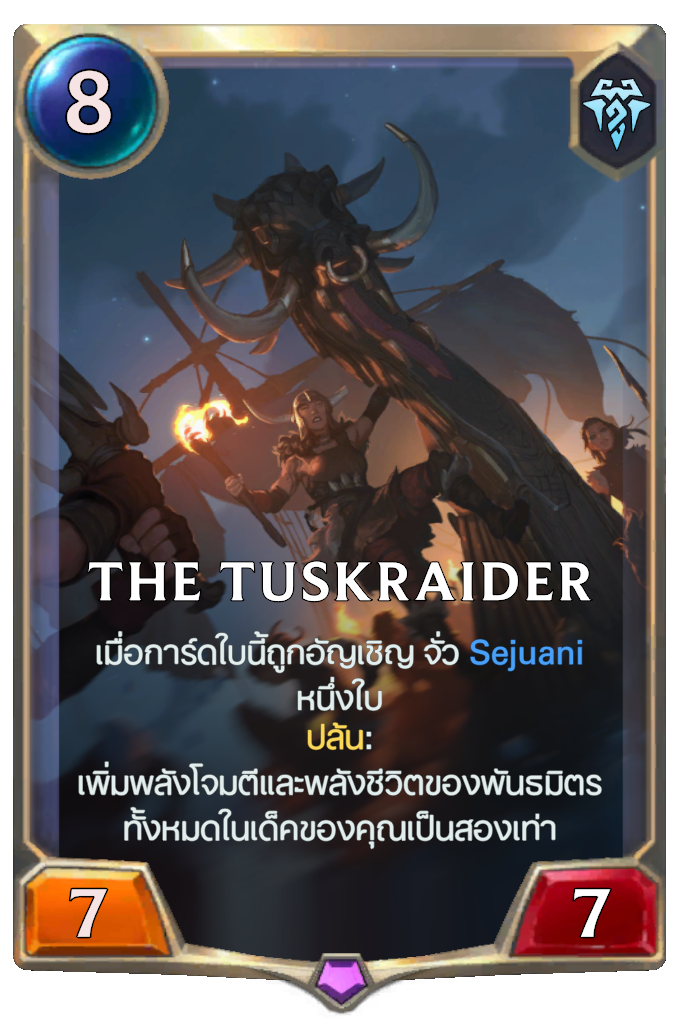 8
THE TUSKRAIDER
เมื่อการ์ดใบนี้ถูกอัญเชิญ จั่ว Sejuani
หนึ่งใบ
ปล้น:
เพิ่มพลังโจมตีและพลังชีวิตของพันธมิตร
ทั้งหมดในเด็คของคุณเป็นสองเท่า
7 7